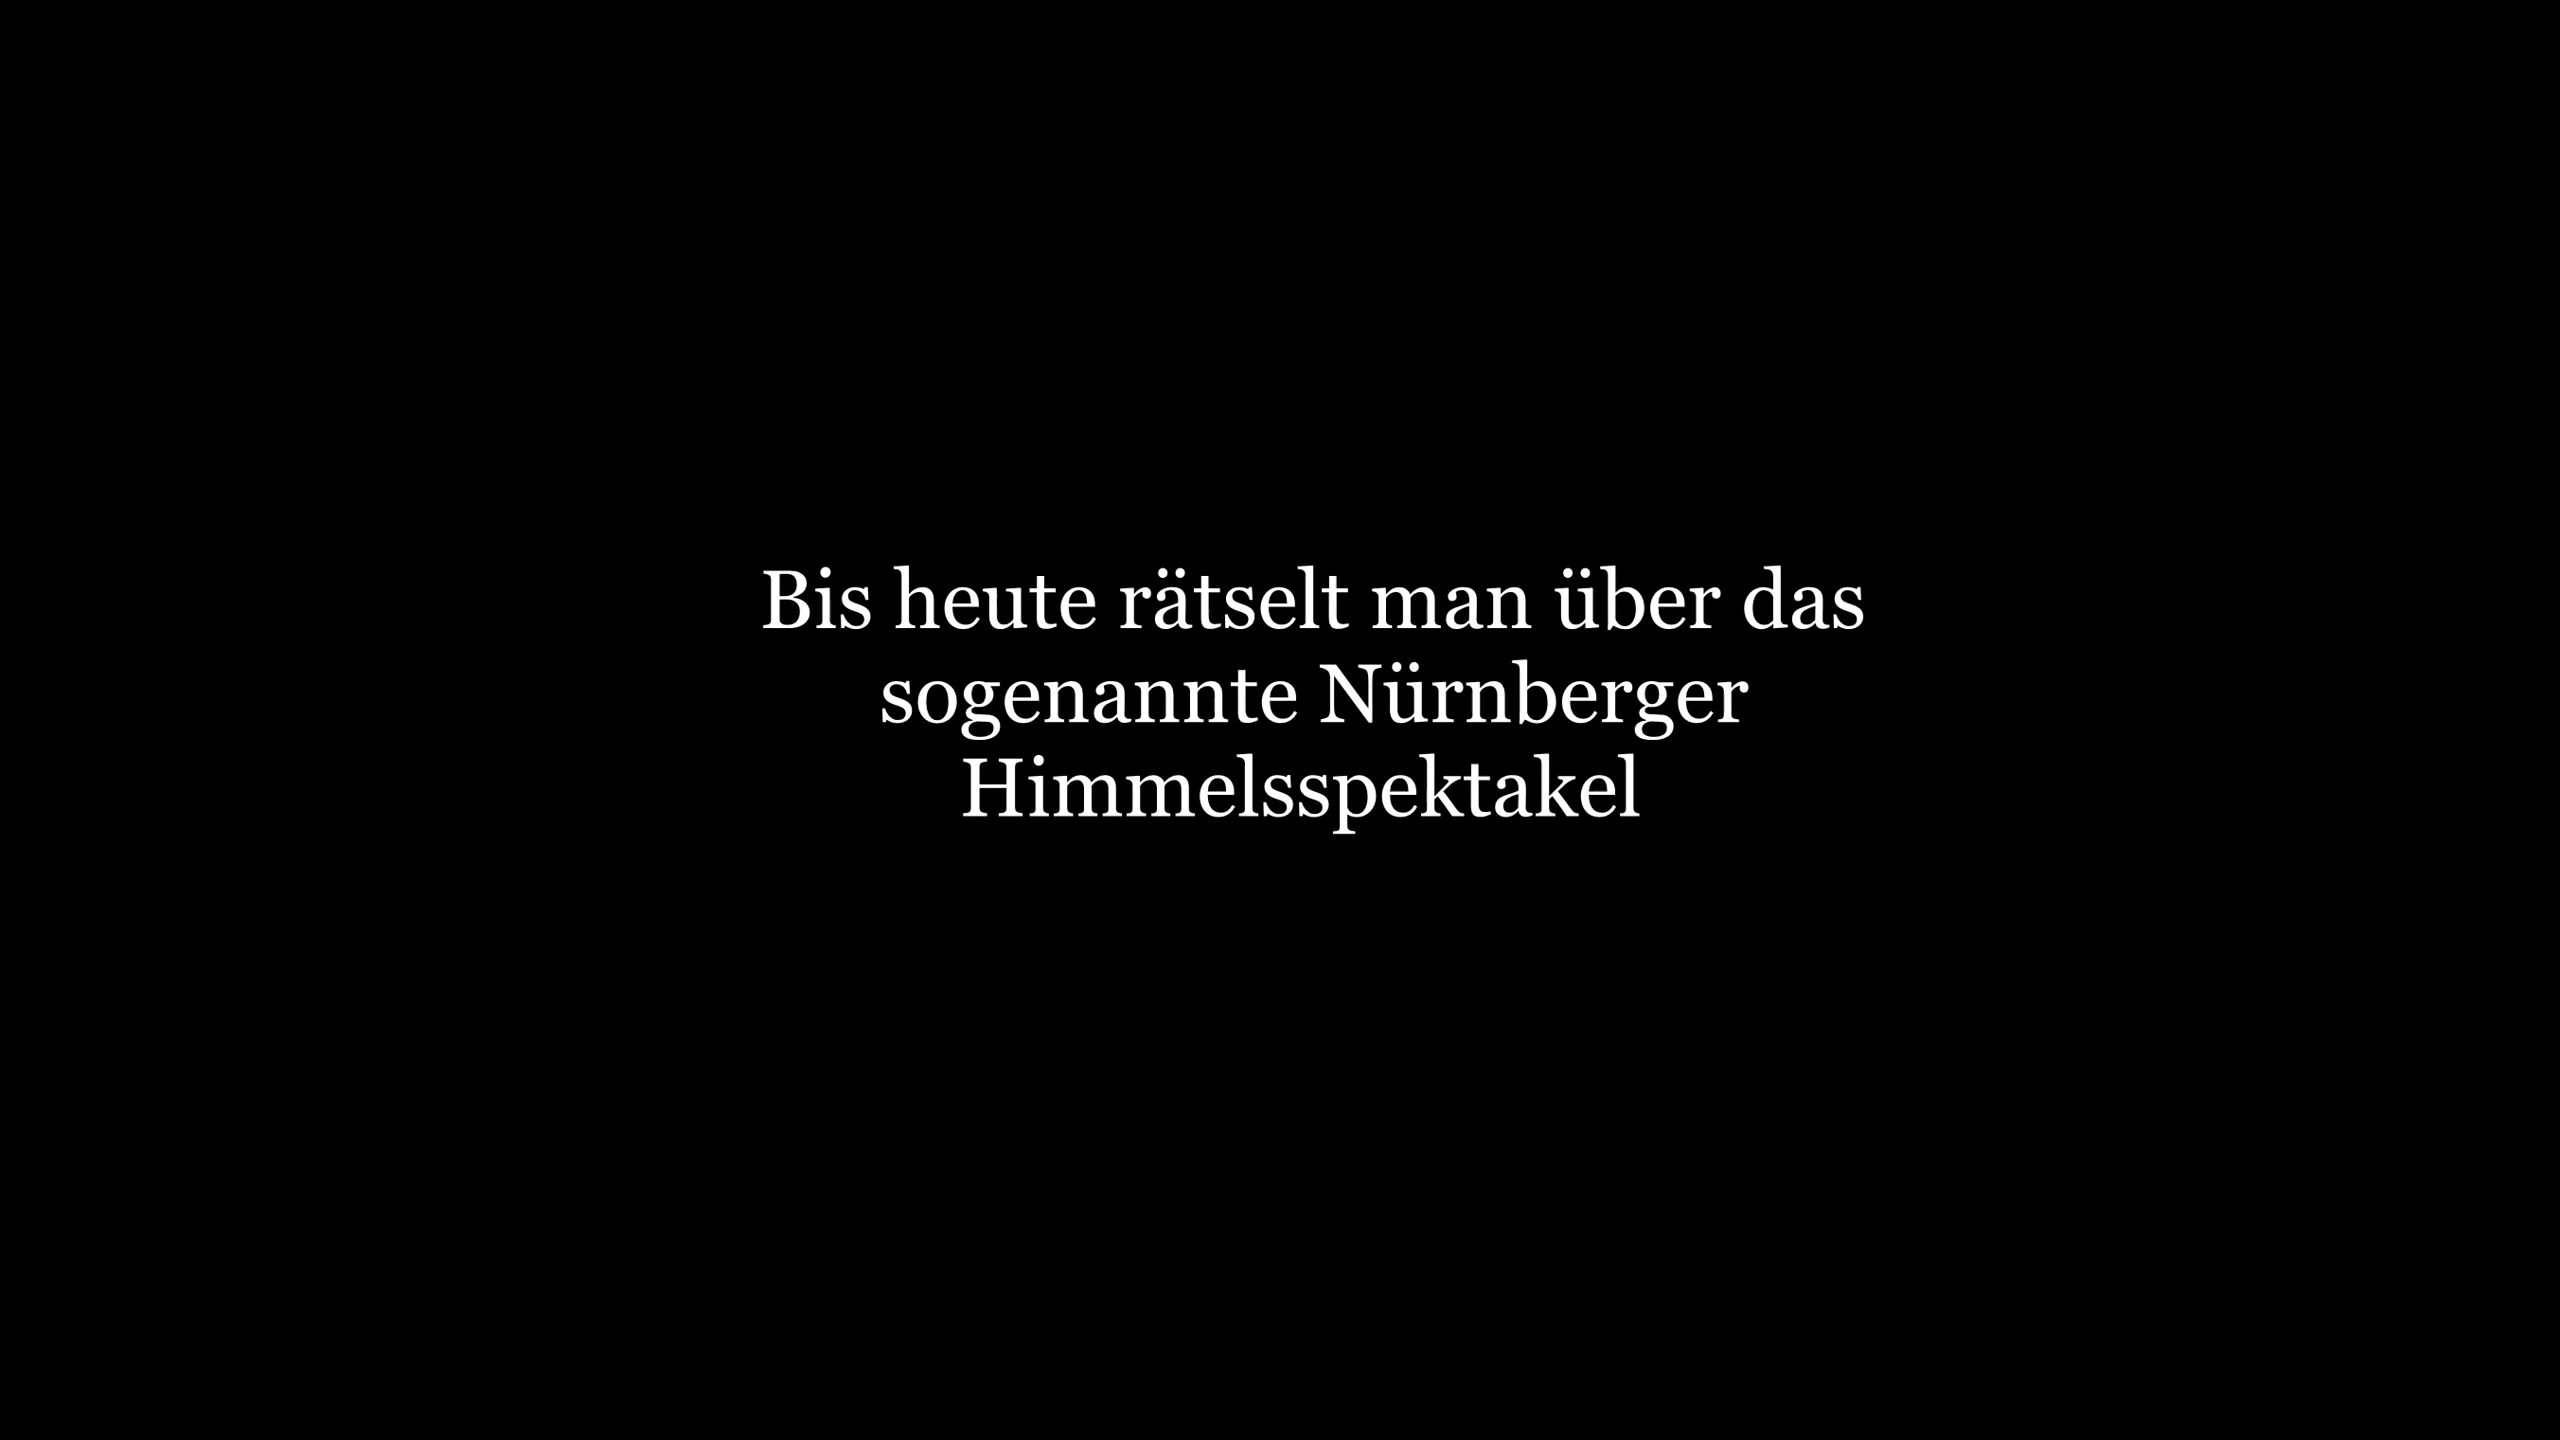 Bis heute rätselt man über das
sogenannte Nürnberger
Himmelsspektakel